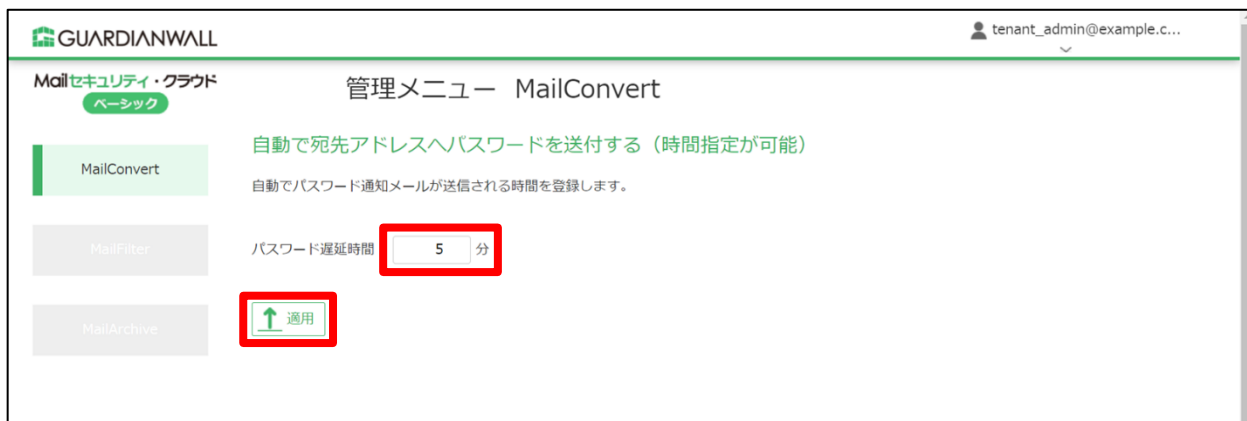 GUARDIANWALL
tenant_admin@example.c...
Mailセキュリティ・クラウド
ベーシック
管理メニュー MailConvert
自動で宛先アドレスへパスワードを送付する（時間指定が可能）
MailConvert
自動でパスワード通知メールが送信される時間を登録します。
MailFilter
パスワード遅延時間 5 分
MailArchive
適用